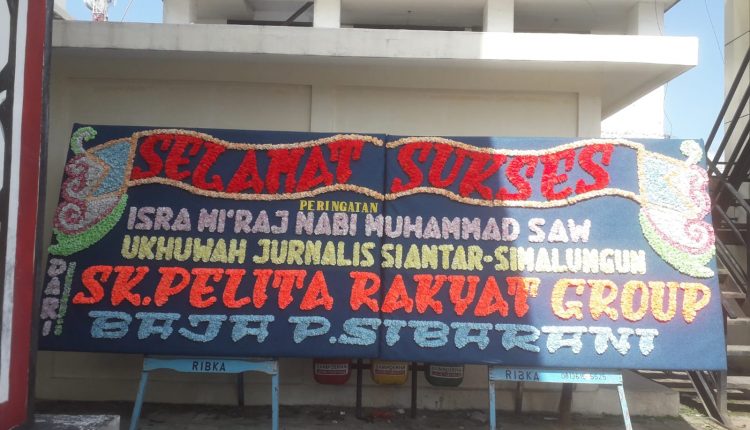 SELAMAT SUKSES
PERINGATAN
ISRA MI'RAJ NABI MUHAMMAD SAW
UKHUWAH JURNALIS SIANTAR-SIMALUNGUN
DARI
SK.PELITA RAKYAT GROUP
BAJA P.SIBARANI
RIBKA
RIBKA